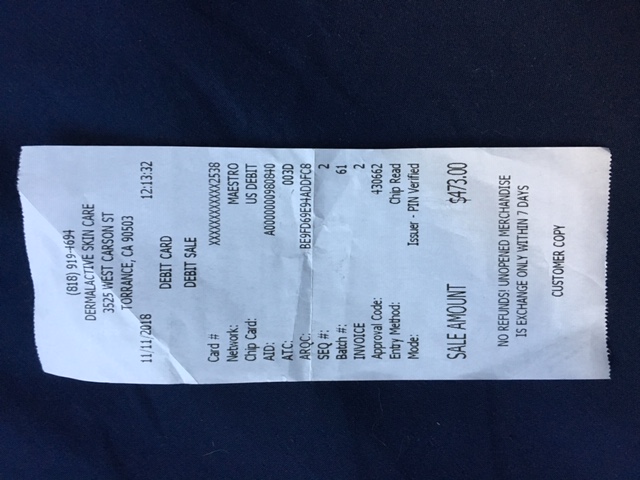 (818) 919-4694
DERMALACTIVE SKIN CARE
3525 WEST CARSON ST
TORRANCE, CA 90503
11/11/2018 12:13:32
DEBIT CARD
DEBIT SALE
Card # XXXXXXXXXXXX2538
Network: MAESTRO
Chip Card: US DEBIT
AID: A0000000980840
ATC: 003D
ARQC: BE9FD69E94ADDFC8
SEQ #: 2
Batch #: 61
INVOICE 2
Approval Code: 430662
Entry Method: Chip Read
Mode: Issuer - PIN Verified
SALE AMOUNT $473.00
NO REFUNDS! UNOPENED MERCHANDISE
IS EXCHANGE ONLY WITHIN 7 DAYS
CUSTOMER COPY